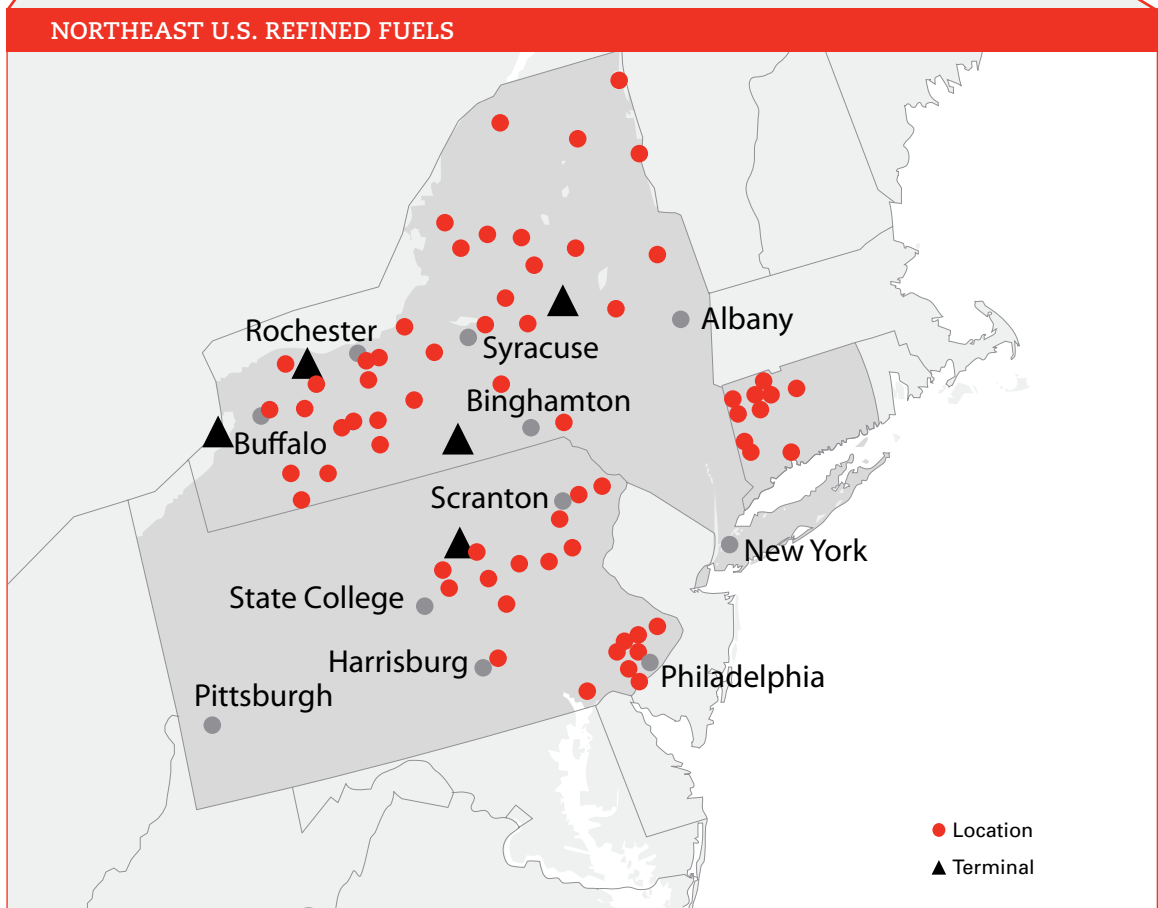 NORTHEAST U.S. REFINED FUELS
Rochester
Albany
Syracuse
Binghamton
Buffalo
Scranton
New York
State College
Harrisburg
Philadelphia
Pittsburgh
Location
Terminal